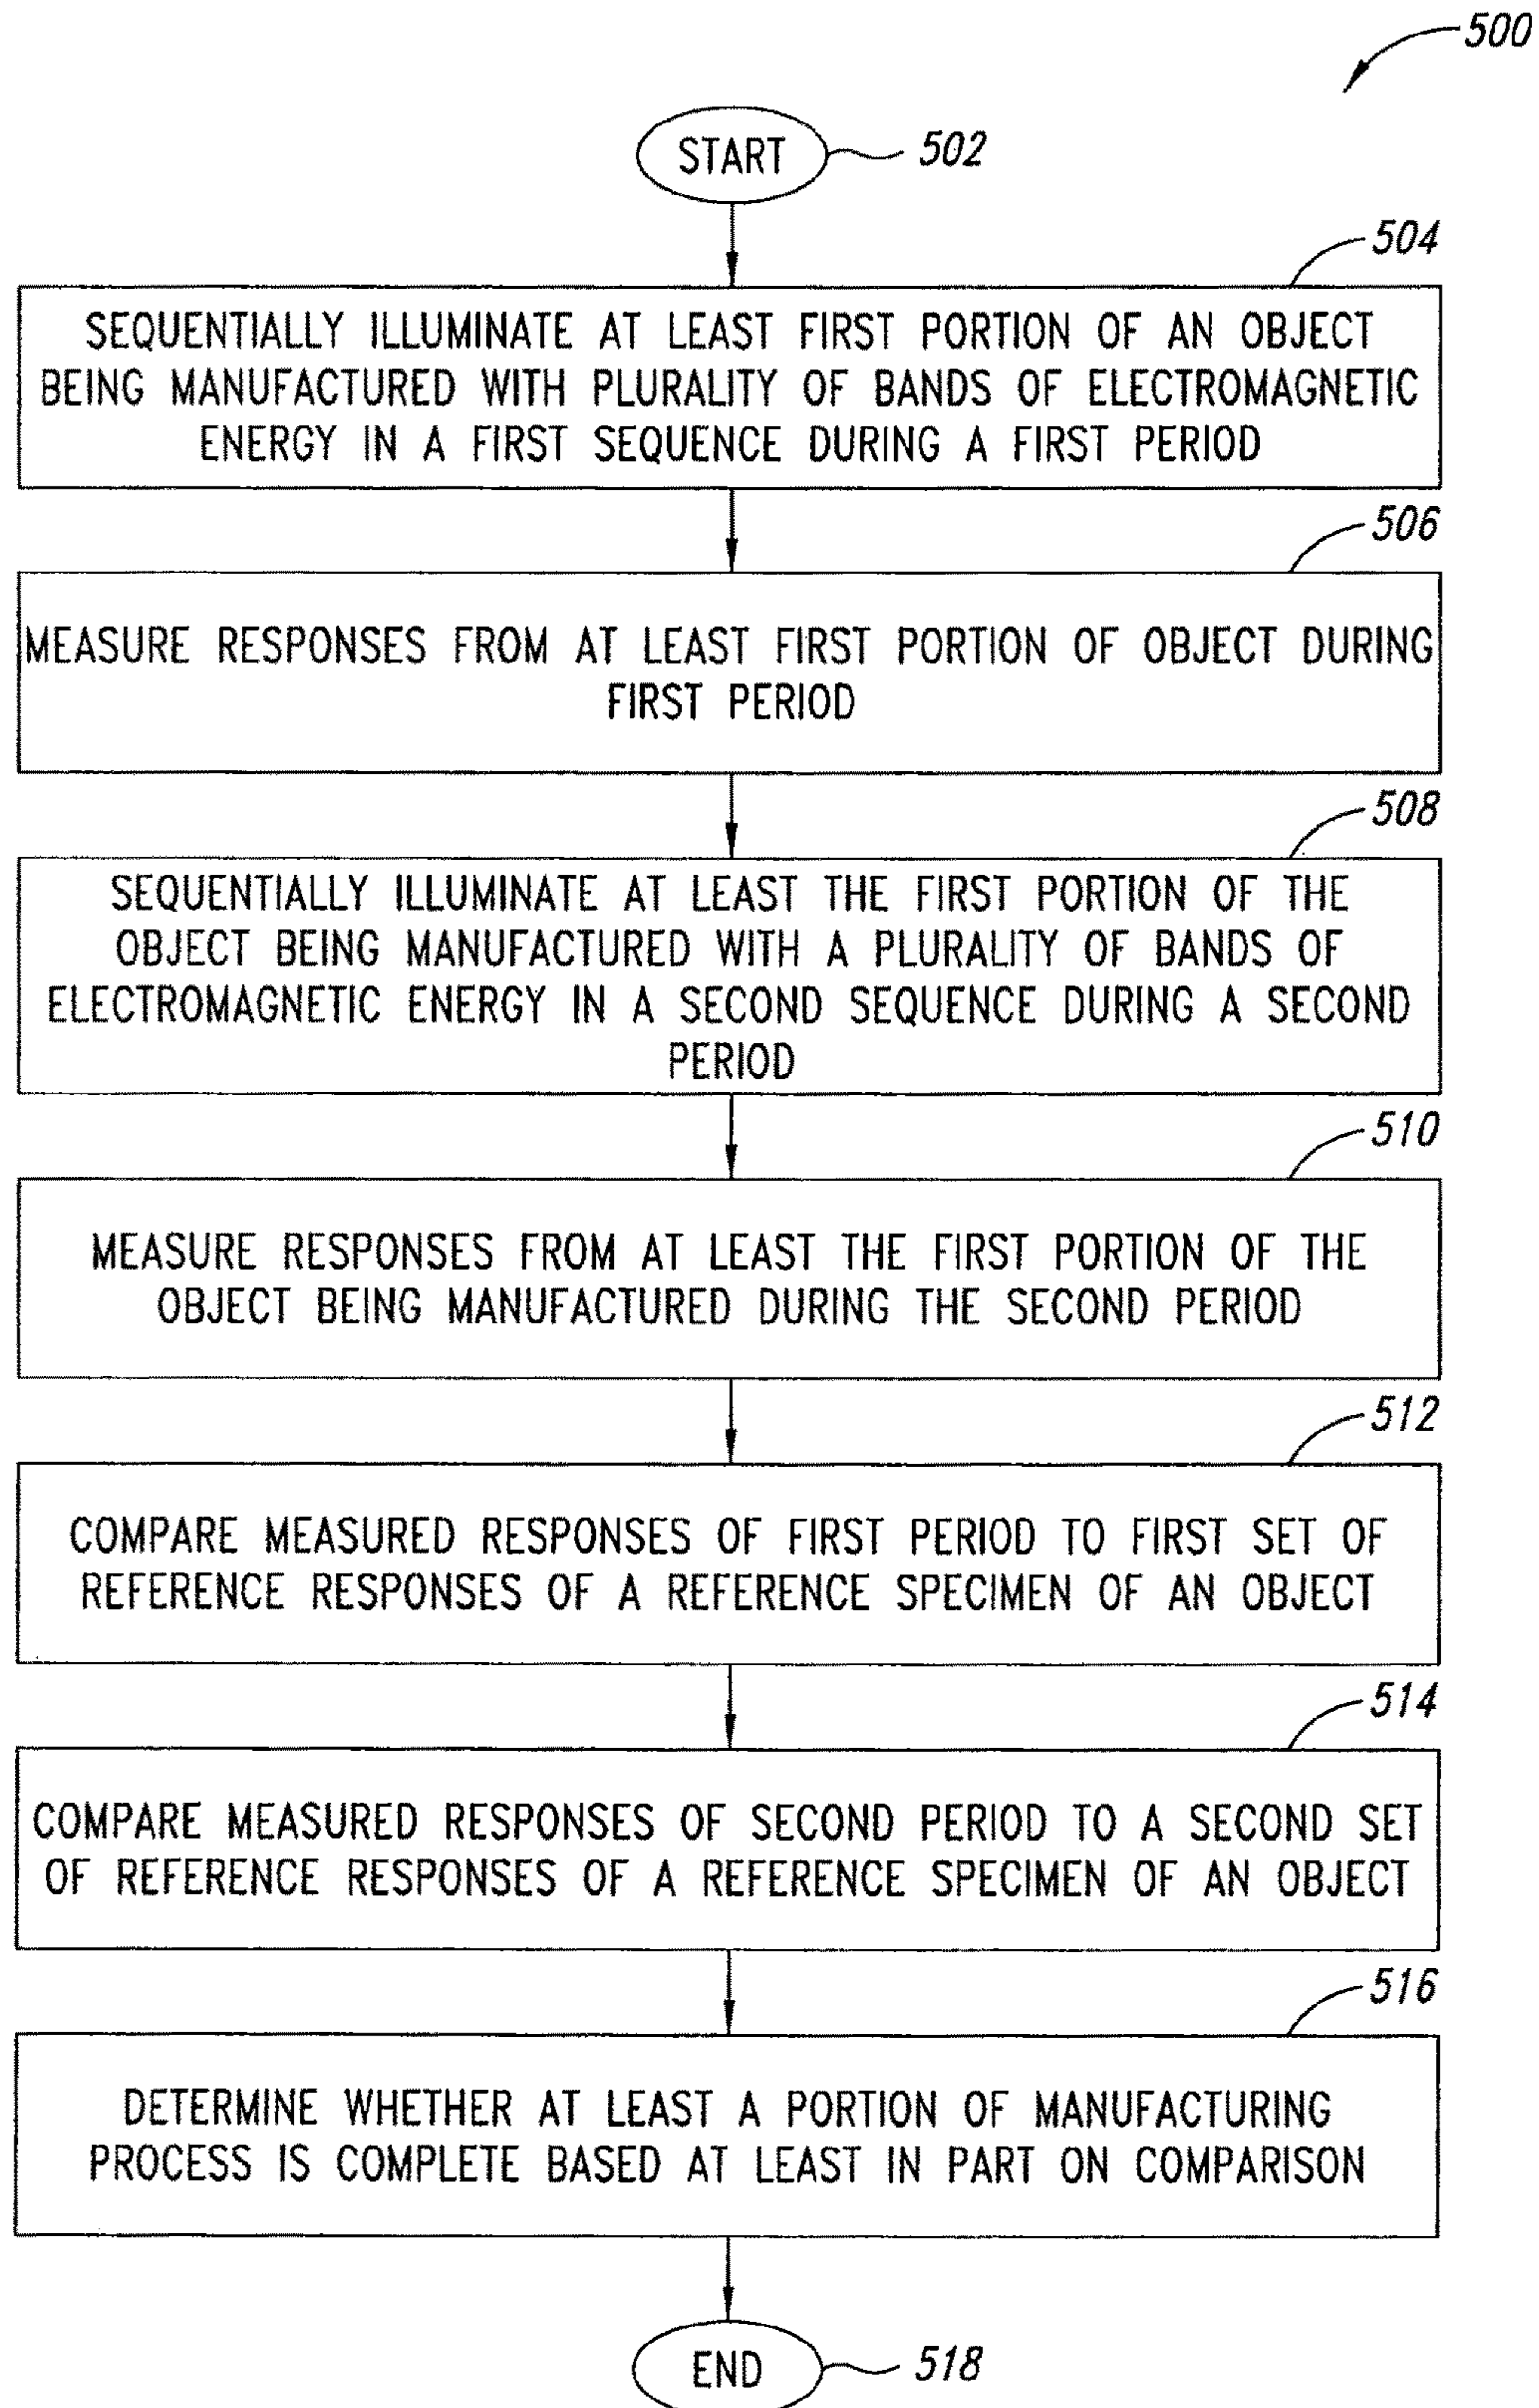 500
START
502
504
SEQUENTIALLY ILLUMINATE AT LEAST FIRST PORTION OF AN OBJECT
BEING MANUFACTURED WITH PLURALITY OF BANDS OF ELECTROMAGNETIC
ENERGY IN A FIRST SEQUENCE DURING A FIRST PERIOD
506
MEASURE RESPONSES FROM AT LEAST FIRST PORTION OF OBJECT DURING
FIRST PERIOD
508
SEQUENTIALLY ILLUMINATE AT LEAST THE FIRST PORTION OF THE
OBJECT BEING MANUFACTURED WITH A PLURALITY OF BANDS OF
ELECTROMAGNETIC ENERGY IN A SECOND SEQUENCE DURING A SECOND
PERIOD
510
MEASURE RESPONSES FROM AT LEAST THE FIRST PORTION OF THE
OBJECT BEING MANUFACTURED DURING THE SECOND PERIOD
512
COMPARE MEASURED RESPONSES OF FIRST PERIOD TO FIRST SET OF
REFERENCE RESPONSES OF A REFERENCE SPECIMEN OF AN OBJECT
514
COMPARE MEASURED RESPONSES OF SECOND PERIOD TO A SECOND SET
OF REFERENCE RESPONSES OF A REFERENCE SPECIMEN OF AN OBJECT
516
DETERMINE WHETHER AT LEAST A PORTION OF MANUFACTURING
PROCESS IS COMPLETE BASED AT LEAST IN PART ON COMPARISON
END
518